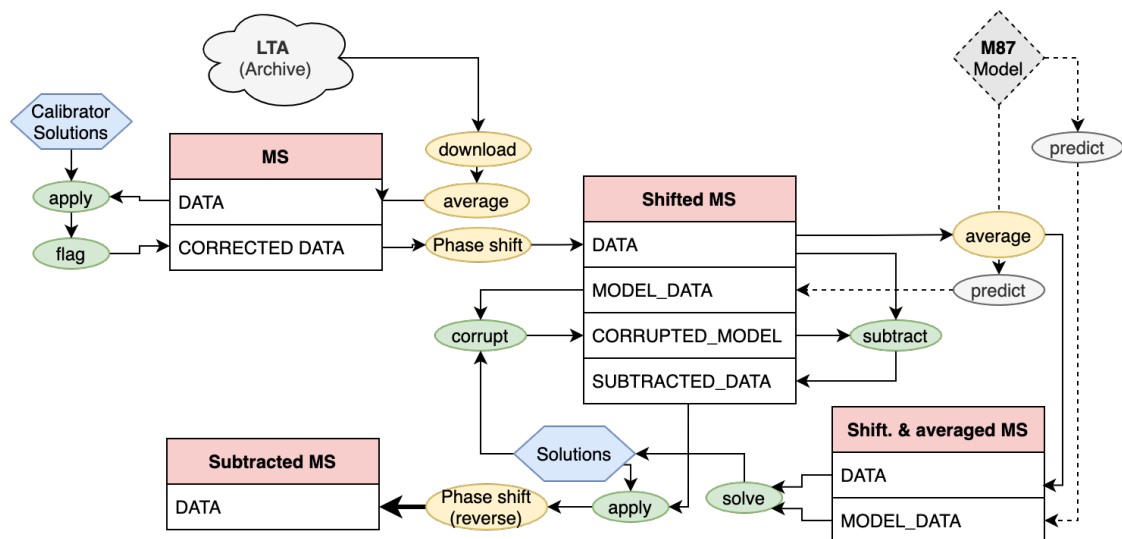 LTA
(Archive)
M87
Model
Calibrator
Solutions
MS
download
predict
apply
DATA
average
Shifted MS
flag
CORRECTED DATA
Phase shift
DATA
average
MODEL_DATA
predict
corrupt
CORRUPTED_MODEL
subtract
SUBTRACTED_DATA
Shift. & averaged MS
Subtracted MS
Solutions
DATA
DATA
Phase shift
(reverse)
apply
solve
MODEL_DATA